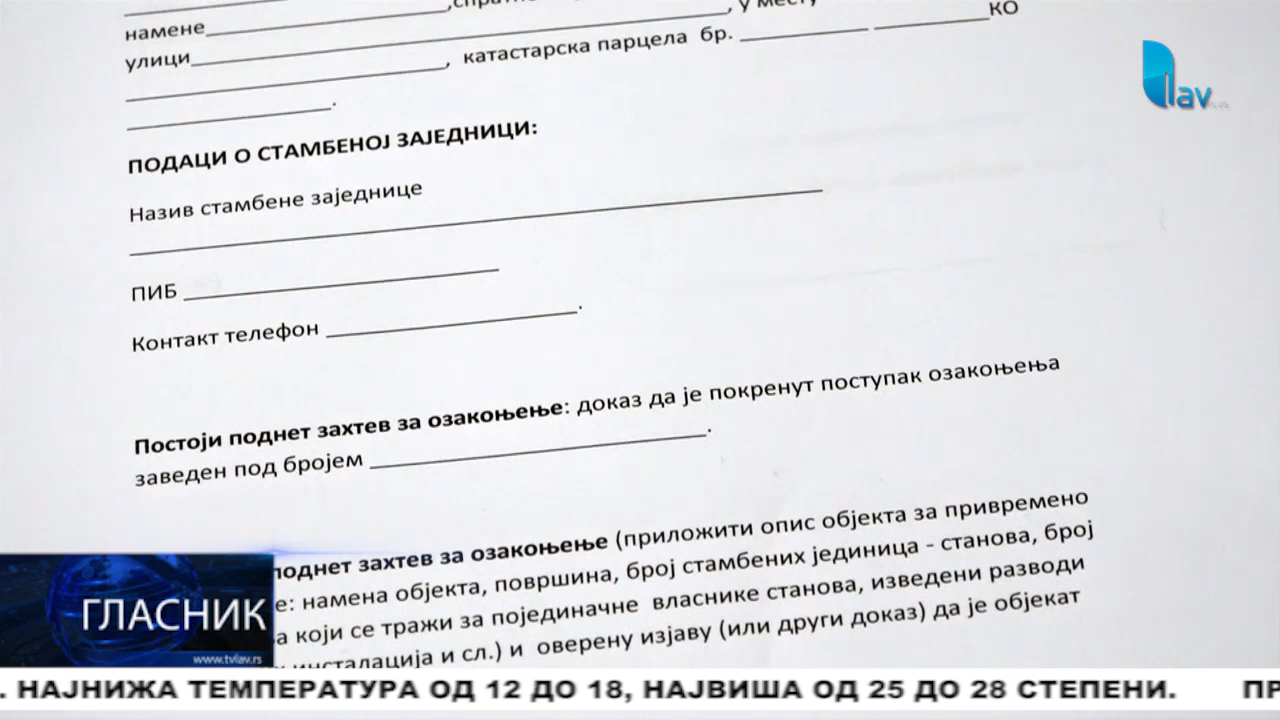 намене
улици , у месту
, катастарска парцела бр. КО
.
ПОДАЦИ О СТАМБЕНОЈ ЗАЈЕДНИЦИ:
Назив стамбене заједнице
ПИБ
Контакт телефон .
Постоји поднет захтев за озакоњење: доказ да је покренут поступак озакоњења
заведен под бројем .
поднет захтев за озакоњење (приложити опис објекта за привремено
е: намена објекта, површина, број стамбених јединица - станова, број
а који се тражи за појединачне власнике станова, изведени разводи
инсталација и сл.) и оверену изјаву (или други доказ) да је објекат
lav PLUS
ГЛАСНИК
www.tvlav.rs
. НАЈНИЖА ТЕМПЕРАТУРА ОД 12 ДО 18, НАЈВИША ОД 25 ДО 28 СТЕПЕНИ. ПР